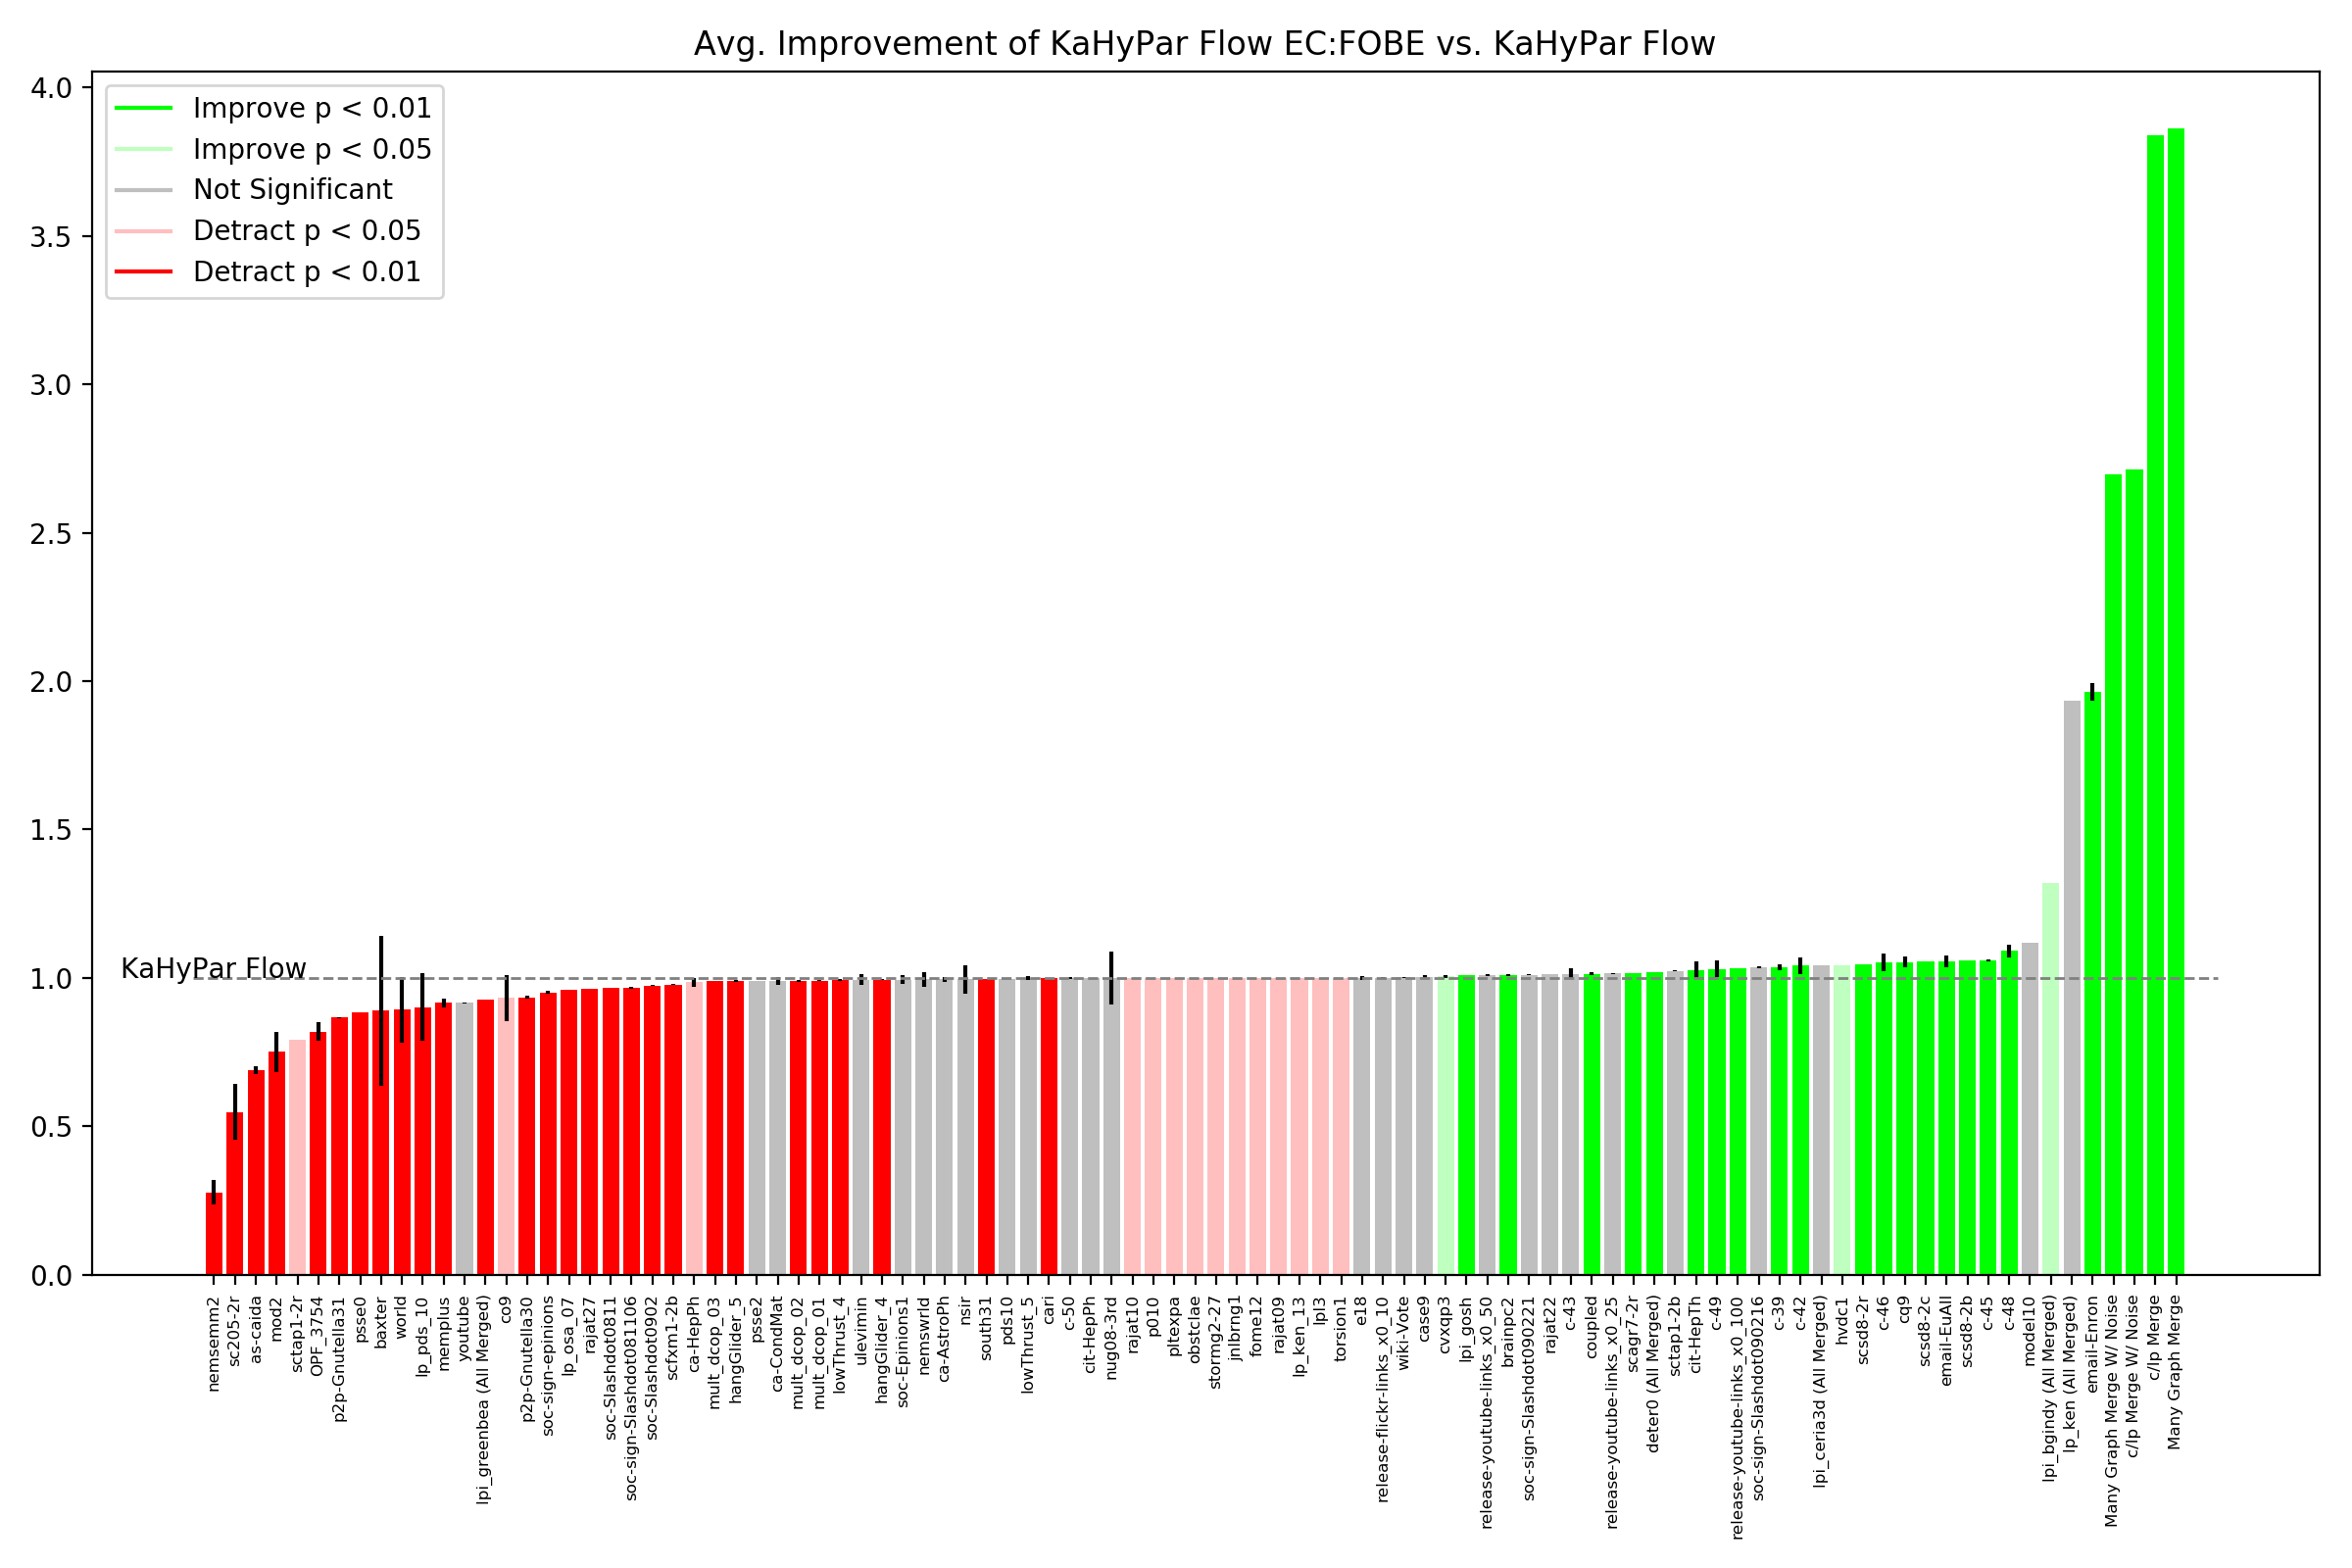 Avg. Improvement of KaHyPar Flow EC:FOBE vs. KaHyPar Flow
4.0
3.5
3.0
2.5
2.0
1.5
1.0
0.5
0.0
Improve p < 0.01
Improve p < 0.05
Not Significant
Detract p < 0.05
Detract p < 0.01
KaHyPar Flow
nemsemm2
sc205-2r
as-caida
mod2
sctap1-2r
OPF_3754
p2p-Gnutella31
psse0
baxter
world
lp_pds_10
memplus
youtube
lpi_greenbea (All Merged)
co9
p2p-Gnutella30
soc-sign-epinions
lp_osa_07
rajat27
soc-Slashdot0811
soc-sign-Slashdot081106
soc-Slashdot0902
scfxm1-2b
ca-HepPh
mult_dcop_03
hangGlider_5
psse2
ca-CondMat
mult_dcop_02
mult_dcop_01
lowThrust_4
ulevimin
hangGlider_4
soc-Epinions1
nemswrld
ca-AstroPh
nsir
south31
pds10
lowThrust_5
cari
c-50
cit-HepPh
nug08-3rd
rajat10
p010
pltexpa
obstclae
stormg2-27
jnlbrng1
fome12
rajat09
lp_ken_13
lpl3
torsion1
e18
release-flickr-links_x0_10
wiki-Vote
case9
cvxqp3
lpi_gosh
release-youtube-links_x0_50
brainpc2
soc-sign-Slashdot090221
rajat22
c-43
coupled
release-youtube-links_x0_25
scagr7-2r
deter0 (All Merged)
sctap1-2b
cit-HepTh
c-49
release-youtube-links_x0_100
soc-sign-Slashdot090216
c-39
c-42
lpi_ceria3d (All Merged)
hvdc1
scsd8-2r
c-46
cq9
scsd8-2c
email-EuAll
scsd8-2b
c-45
c-48
model10
lpi_bgindy (All Merged)
lp_ken (All Merged)
email-Enron
Many Graph Merge W/ Noise
c/lp Merge W/ Noise
c/lp Merge
Many Graph Merge